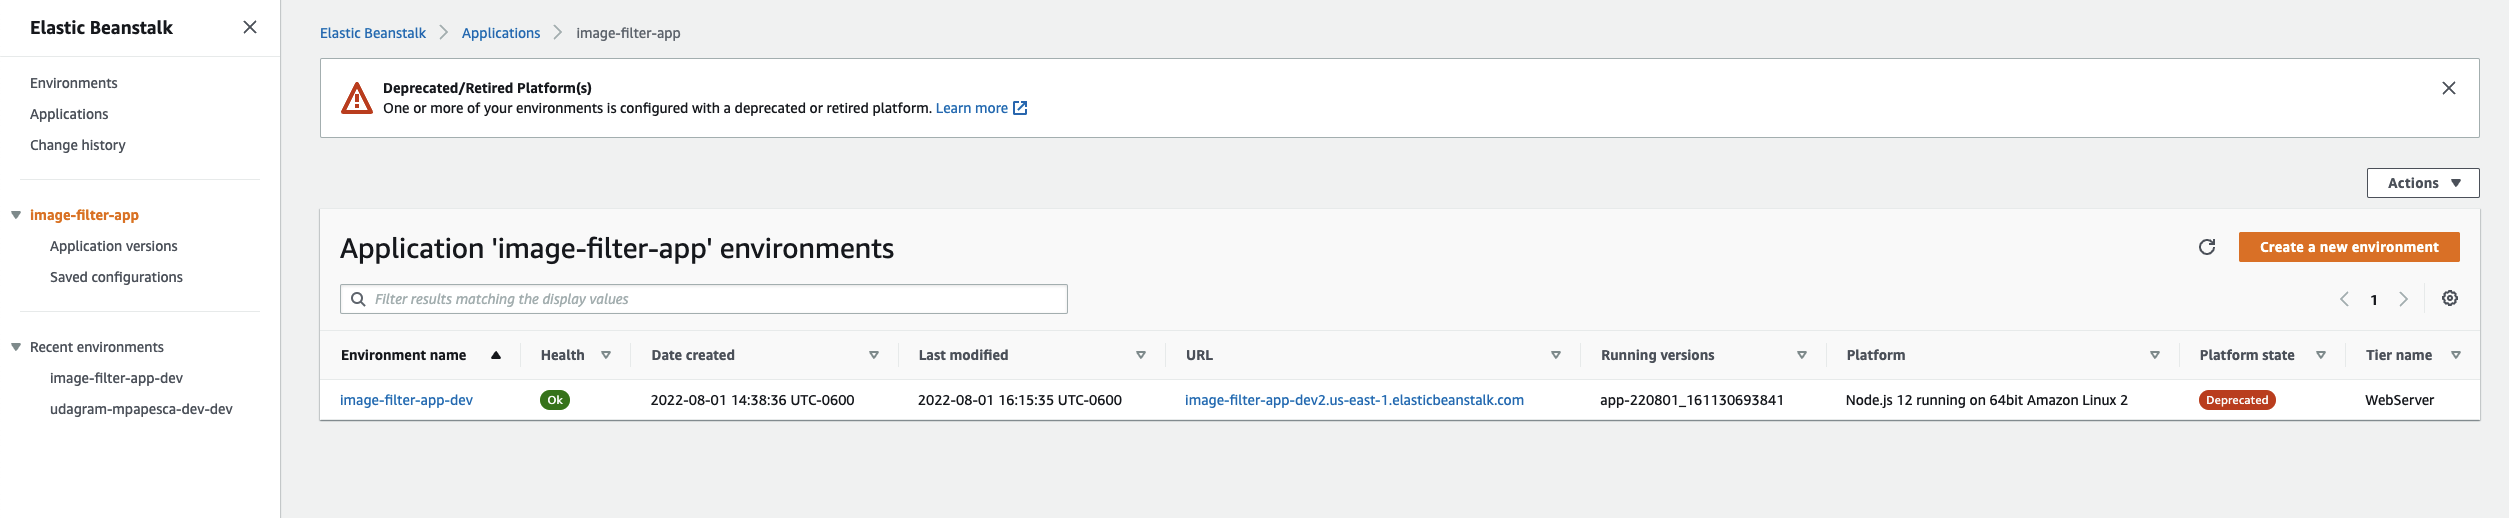 Elastic Beanstalk
Environments
Applications
Change history
image-filter-app
Application versions
Saved configurations
Recent environments
image-filter-app-dev
udagram-mpapesca-dev-dev
Elastic Beanstalk Applications image-filter-app
Deprecated/Retired Platform(s)
One or more of your environments is configured with a deprecated or retired platform. Learn more
Actions
Application 'image-filter-app' environments
Create a new environment
Filter results matching the display values
1
Environment name Health Date created Last modified URL Running versions Platform Platform state Tier name
image-filter-app-dev Ok 2022-08-01 14:38:36 UTC-0600 2022-08-01 16:15:35 UTC-0600 image-filter-app-dev2.us-east-1.elasticbeanstalk.com app-220801_161130693841 Node.js 12 running on 64bit Amazon Linux 2 Deprecated WebServer